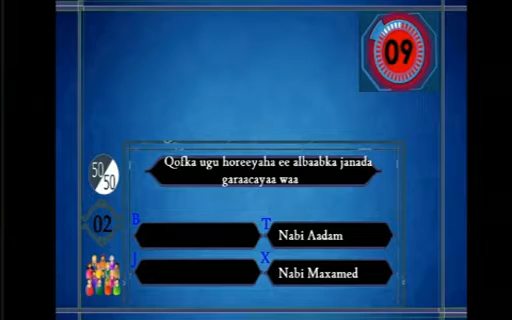 09
Qofka ugu horeeyaha ee albaabka janada
garaacayaa waa
50
50
02
B
T
Nabi Aadam
J
X
Nabi Maxamed